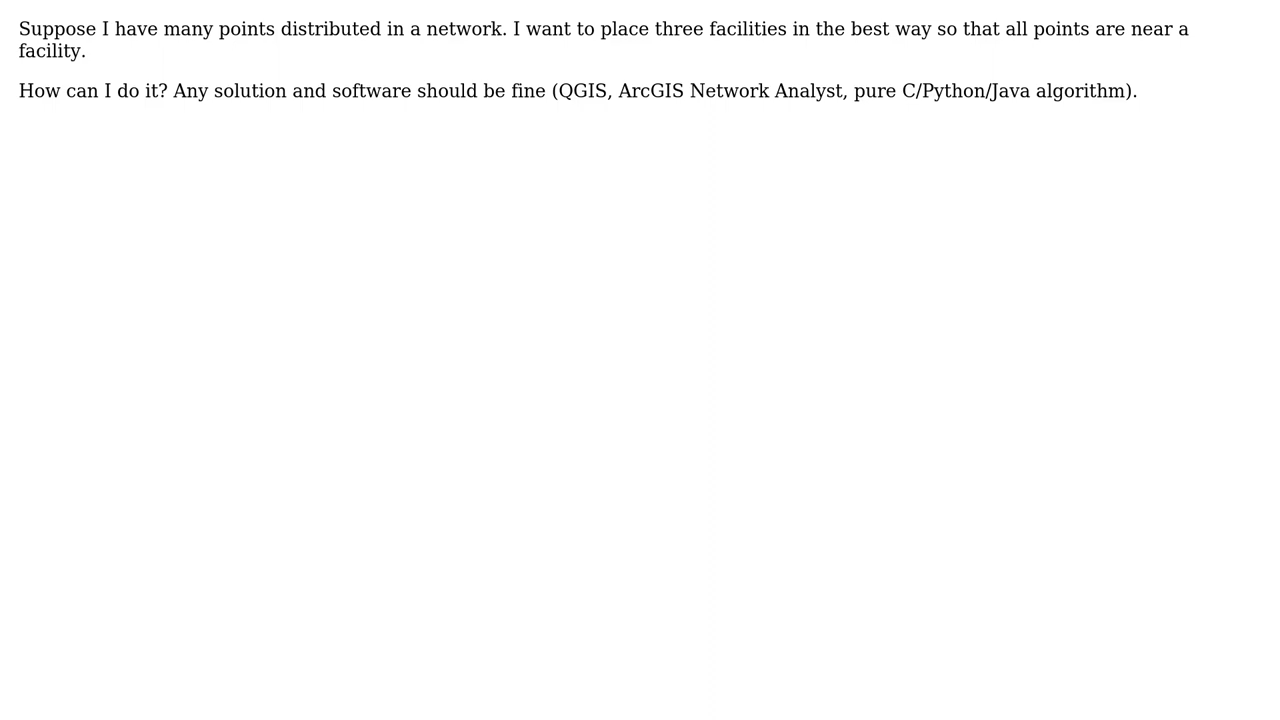 Suppose I have many points distributed in a network. I want to place three facilities in the best way so that all points are near a
facility.
How can I do it? Any solution and software should be fine (QGIS, ArcGIS Network Analyst, pure C/Python/Java algorithm).